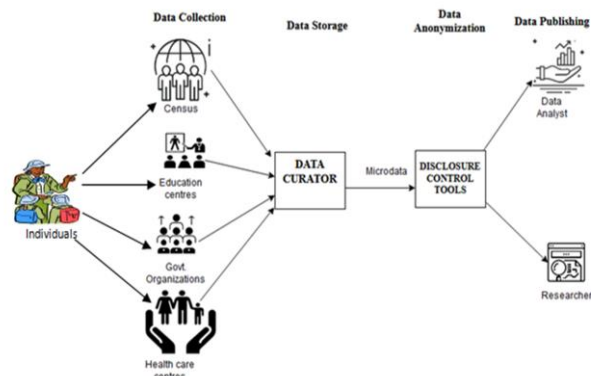 Data Collection
Data Storage
Data
Anonymization
Data Publishing
Census
Education
centres
Govt.
Organizations
Health care
centres
Individuals
DATA
CURATOR
Microdata
DISCLOSURE
CONTROL
TOOLS
Data
Analyst
Researcher